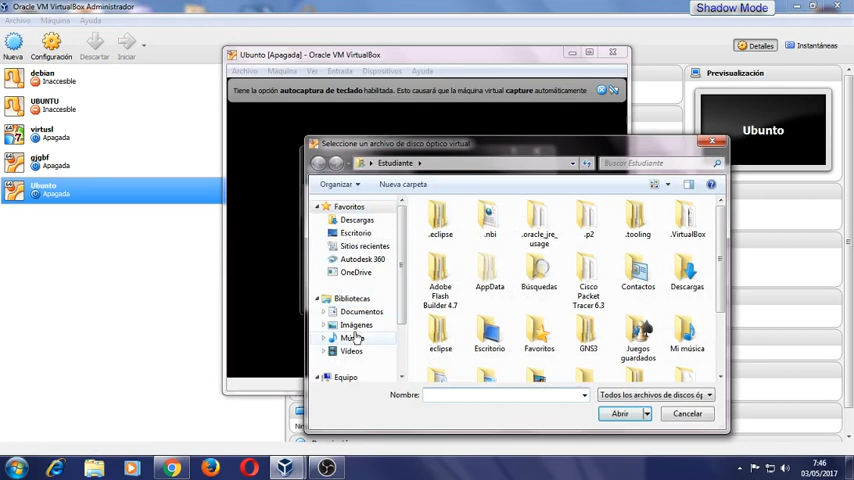 Oracle VM VirtualBox Administrador
Shadow Mode
Archivo Máquina Ayuda
Nueva Configuración Descartar Iniciar
Detalles Instantáneas
debian
Inaccesible
UBUNTU
Inaccesible
virtusl
Apagada
gjgbf
Apagada
Ubunto
Apagada
Ubunto [Apagada] - Oracle VM VirtualBox
Archivo Máquina Ver Entrada Dispositivos Ayuda
Tiene la opción autocaptura de teclado habilitada. Esto causará que la máquina virtual capture automáticamente
Previsualización
Ubunto
Seleccione un archivo de disco óptico virtual
Estudiante
Buscar Estudiante
Organizar Nueva carpeta
Favoritos
Descargas
Escritorio
Sitios recientes
Autodesk 360
OneDrive
Bibliotecas
Documentos
Imágenes
Vídeos
Equipo
.eclipse .nbi .oracle_jre_usage .p2 .tooling .VirtualBox
Adobe Flash Builder 4.7 AppData Búsquedas Cisco Packet Tracer 6.3 Contactos Descargas
eclipse Escritorio Favoritos GNS3 Juegos guardados Mi música
Nombre:
Todos los archivos de discos óp
Abrir Cancelar
7:46
03/05/2017